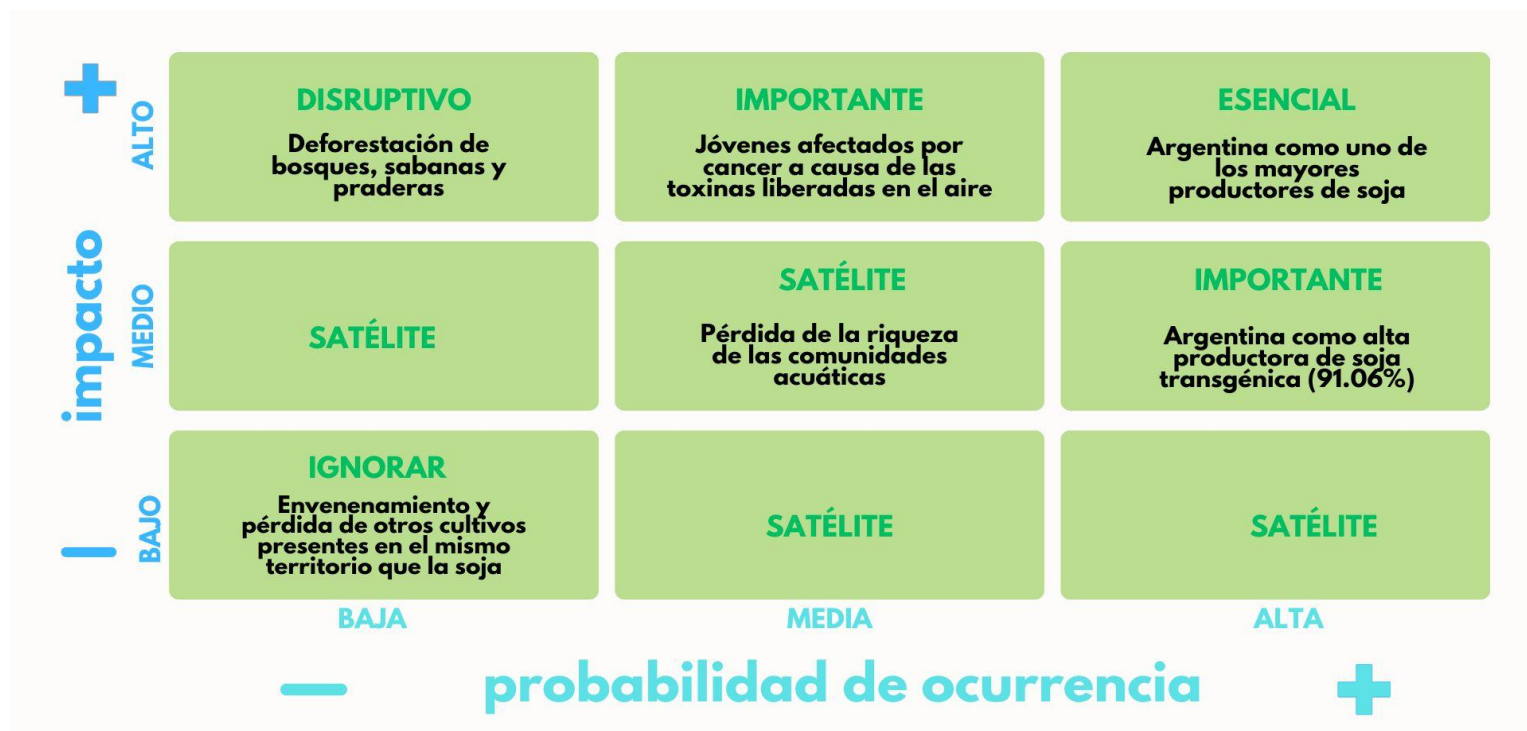 ALTO
DISRUPTIVO
Deforestación de
bosques, sabanas y
praderas
IMPORTANTE
Jóvenes afectados por
cancer a causa de las
toxinas liberadas en el aire
ESENCIAL
Argentina como uno de
los mayores
productores de soja
impacto
MEDIO
SATÉLITE
SATÉLITE
Pérdida de la riqueza
de las comunidades
acuáticas
IMPORTANTE
Argentina como alta
productora de soja
transgénica (91.06%)
BAJO
IGNORAR
Envenenamiento y
pérdida de otros cultivos
presentes en el mismo
territorio que la soja
SATÉLITE
SATÉLITE
BAJA
MEDIA
ALTA
probabilidad de ocurrencia